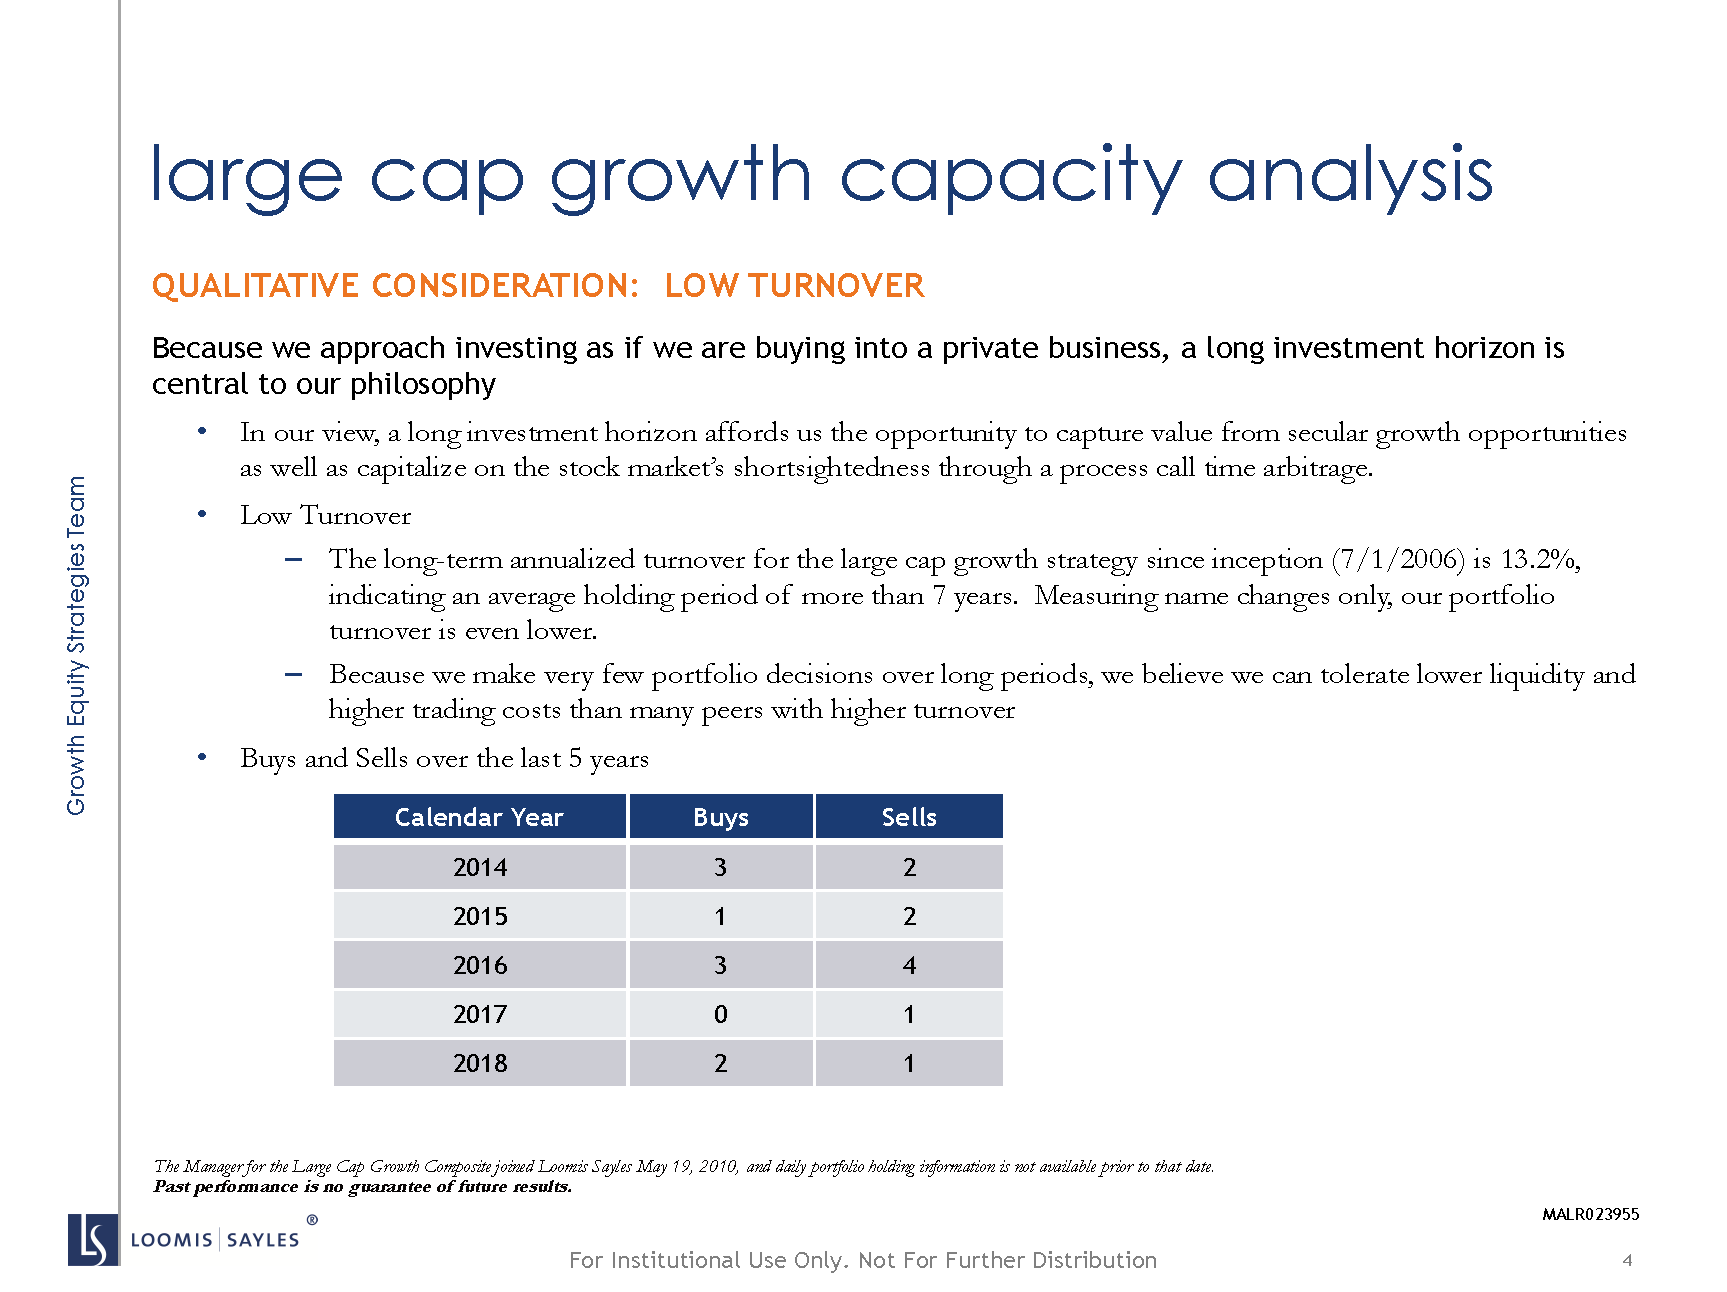 large cap growth capacity analysis
QUALITATIVE CONSIDERATION: LOW TURNOVER
Because we approach investing as if we are buying into a private business, a long investment horizon is
central to our philosophy
• In our view, a long investment horizon affords us the opportunity to capture value from secular growth opportunities
as well as capitalize on the stock market’s shortsightedness through a process call time arbitrage.
• Low Turnover
– The long-term annualized turnover for the large cap growth strategy since inception (7/1/2006) is 13.2%,
indicating an average holding period of more than 7 years. Measuring name changes only, our portfolio
turnover is even lower.
– Because we make very few portfolio decisions over long periods, we believe we can tolerate lower liquidity and
higher trading costs than many peers with higher turnover
• Buys and Sells over the last 5 years
Calendar Year Buys Sells
2014 3 2
2015 1 2
2016 3 4
2017 0 1
2018 2 1
Growth Equity Strategies Team
The Manager for the Large Cap Growth Composite joined Loomis Sayles May 19, 2010, and daily portfolio holding information is not available prior to that date.
Past performance is no guarantee of future results.
MALR023955
LS LOOMIS | SAYLES ®
For Institutional Use Only. Not For Further Distribution 4